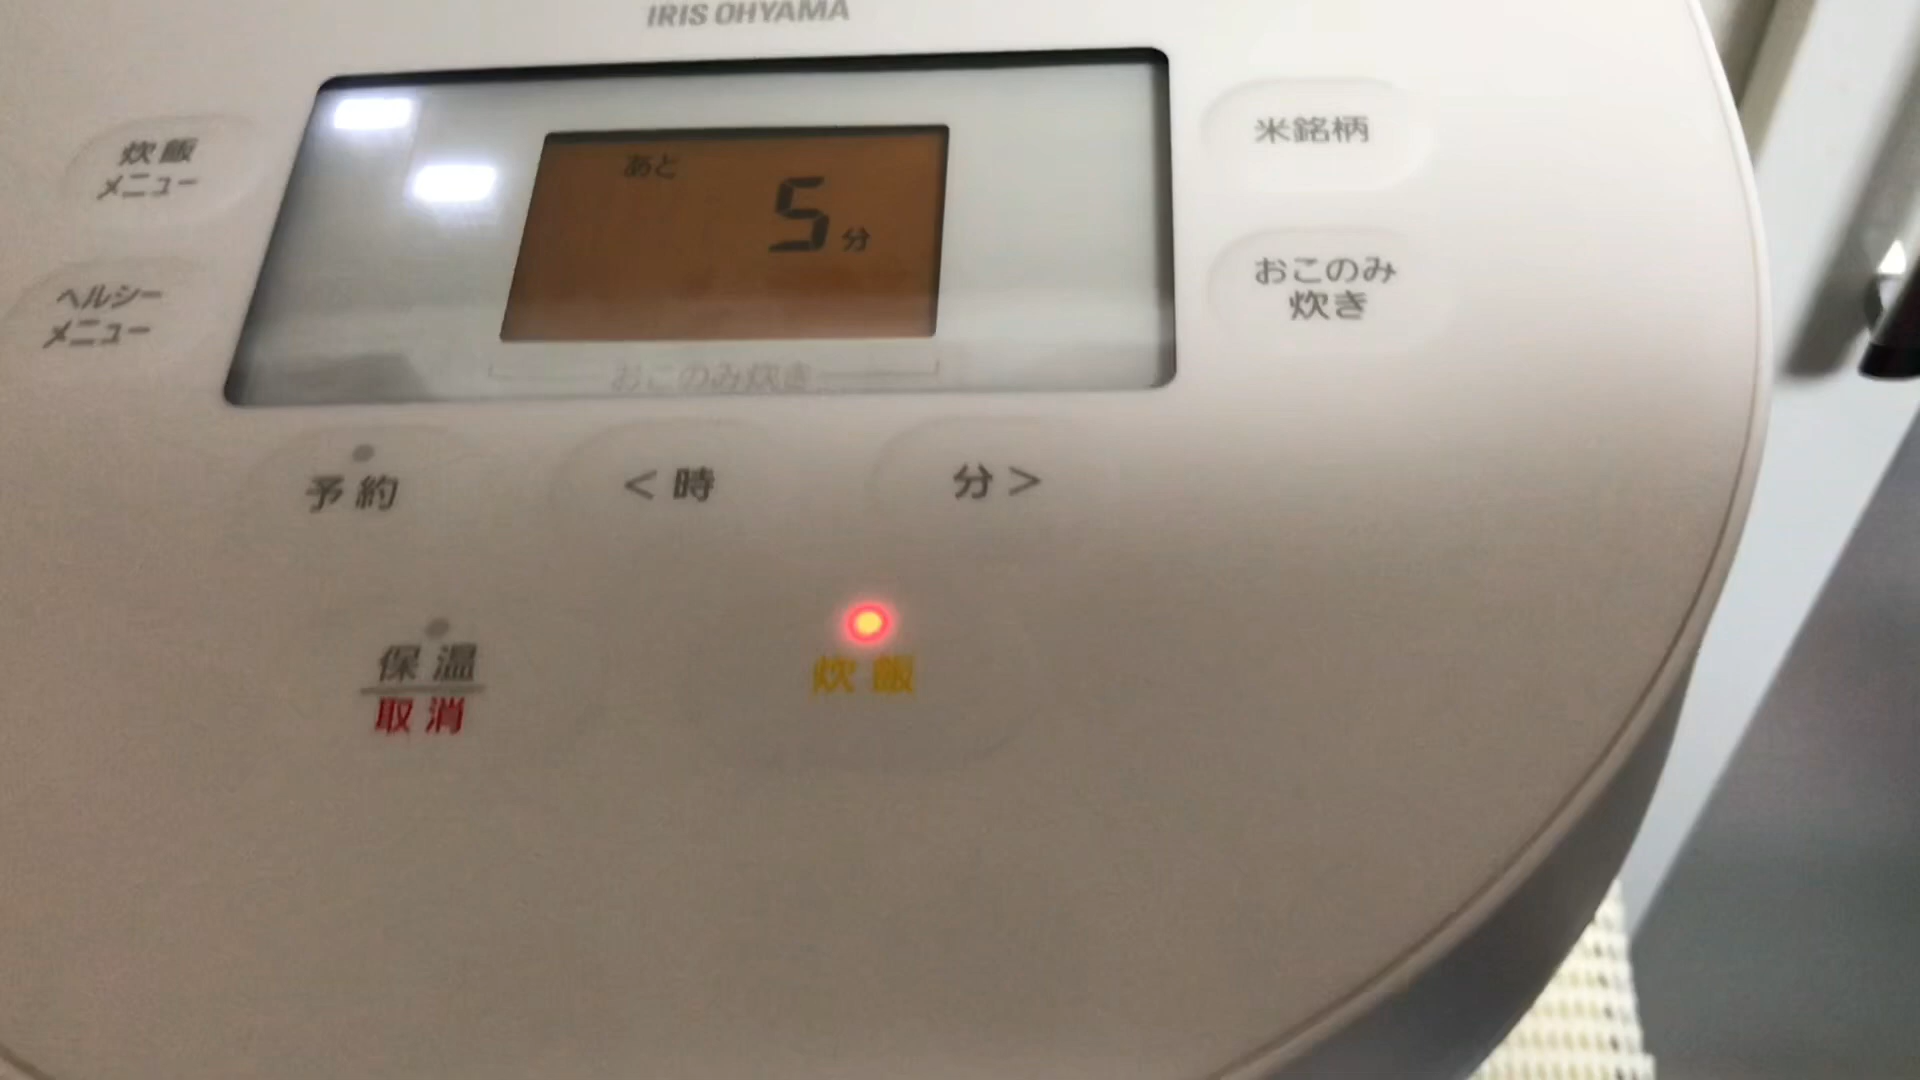 IRIS OHYAMA
炊飯
メニュー
あと
5分
米銘柄
ヘルシー
メニュー
おこのみ
炊き
おこのみ炊き
予約
< 時
分 >
保温
取消
炊飯